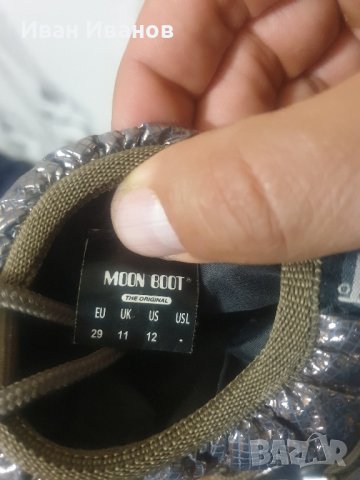 Иван Иванов
MOON BOOT®
THE ORIGINAL
EU UK US USL
29 11 12 -
BAZAR